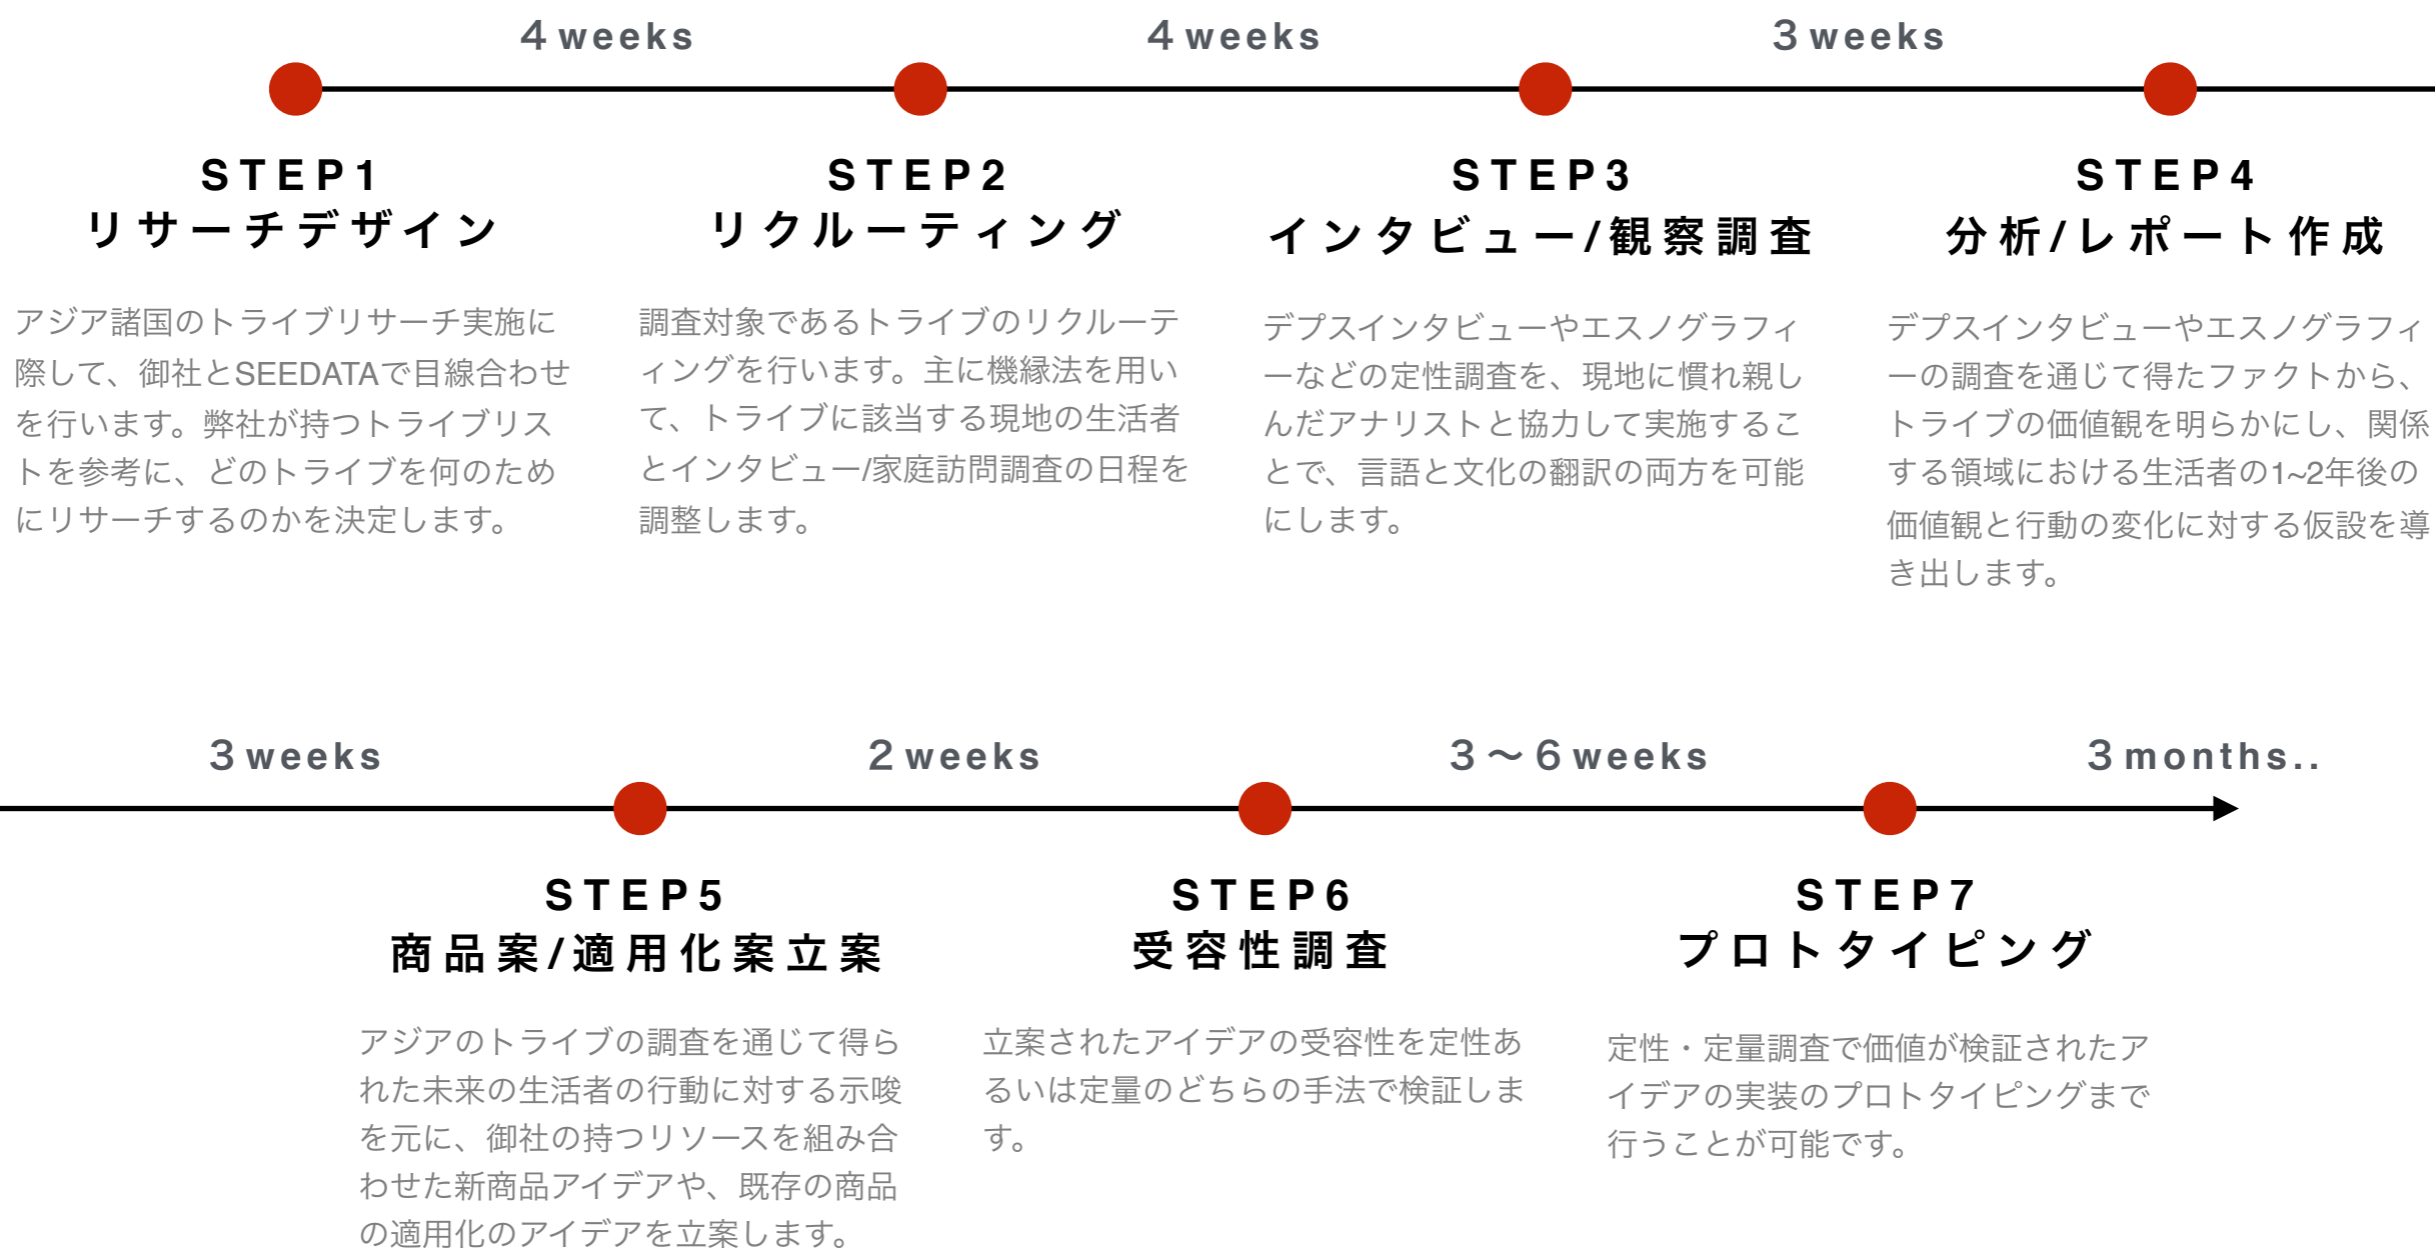 4 weeks
4 weeks
3 weeks
STEP1
リサーチデザイン
アジア諸国のトライブリサーチ実施に
際して、御社とSEEDATAで目線合わせ
を行います。弊社が持つトライブリス
トを参考に、どのトライブを何のため
にリサーチするのかを決定します。
STEP2
リクルーティング
調査対象であるトライブのリクルーテ
ィングを行います。主に機縁法を用い
て、トライブに該当する現地の生活者
とインタビュー/家庭訪問調査の日程を
調整します。
STEP3
インタビュー/観察調査
デプスインタビューやエスノグラフィ
ーなどの定性調査を、現地に慣れ親し
んだアナリストと協力して実施するこ
とで、言語と文化の翻訳の両方を可能
にします。
STEP4
分析/レポート作成
デプスインタビューやエスノグラフィ
ーの調査を通じて得たファクトから、
トライブの価値観を明らかにし、関係
する領域における生活者の1~2年後の
価値観と行動の変化に対する仮設を導
き出します。
3 weeks
2 weeks
3〜6 weeks
3 months..
STEP5
商品案/適用化案立案
アジアのトライブの調査を通じて得ら
れた未来の生活者の行動に対する示唆
を元に、御社の持つリソースを組み合
わせた新商品アイデアや、既存の商品
の適用化のアイデアを立案します。
STEP6
受容性調査
立案されたアイデアの受容性を定性あ
るいは定量のどちらの手法で検証しま
す。
STEP7
プロトタイピング
定性・定量調査で価値が検証されたア
イデアの実装のプロトタイピングまで
行うことが可能です。